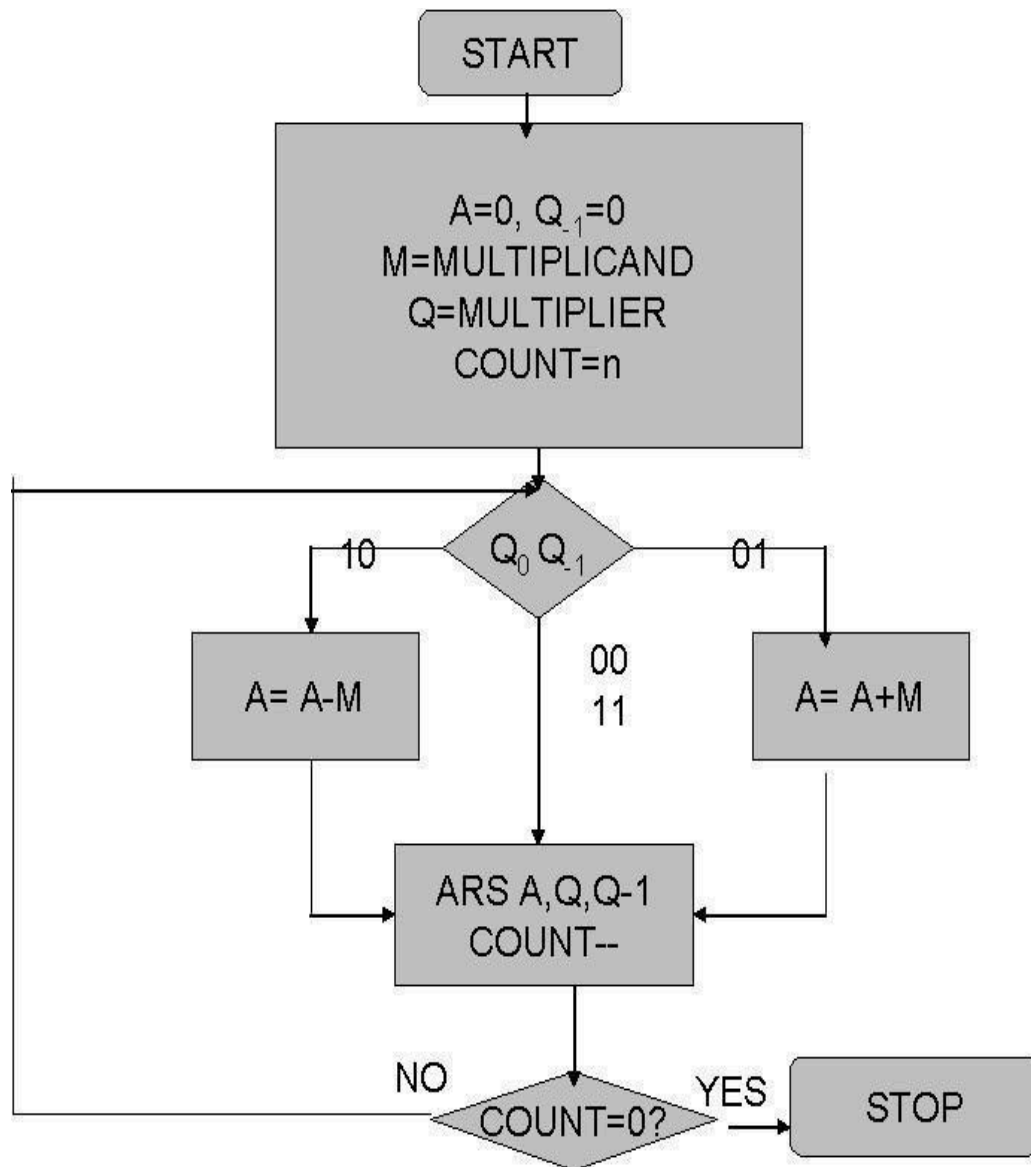 START
A=0, Q-1=0
M=MULTIPLICAND
Q=MULTIPLIER
COUNT=n
10
Q0 Q-1
01
00
11
A= A-M
A= A+M
ARS A,Q,Q-1
COUNT--
NO
COUNT=0?
YES
STOP